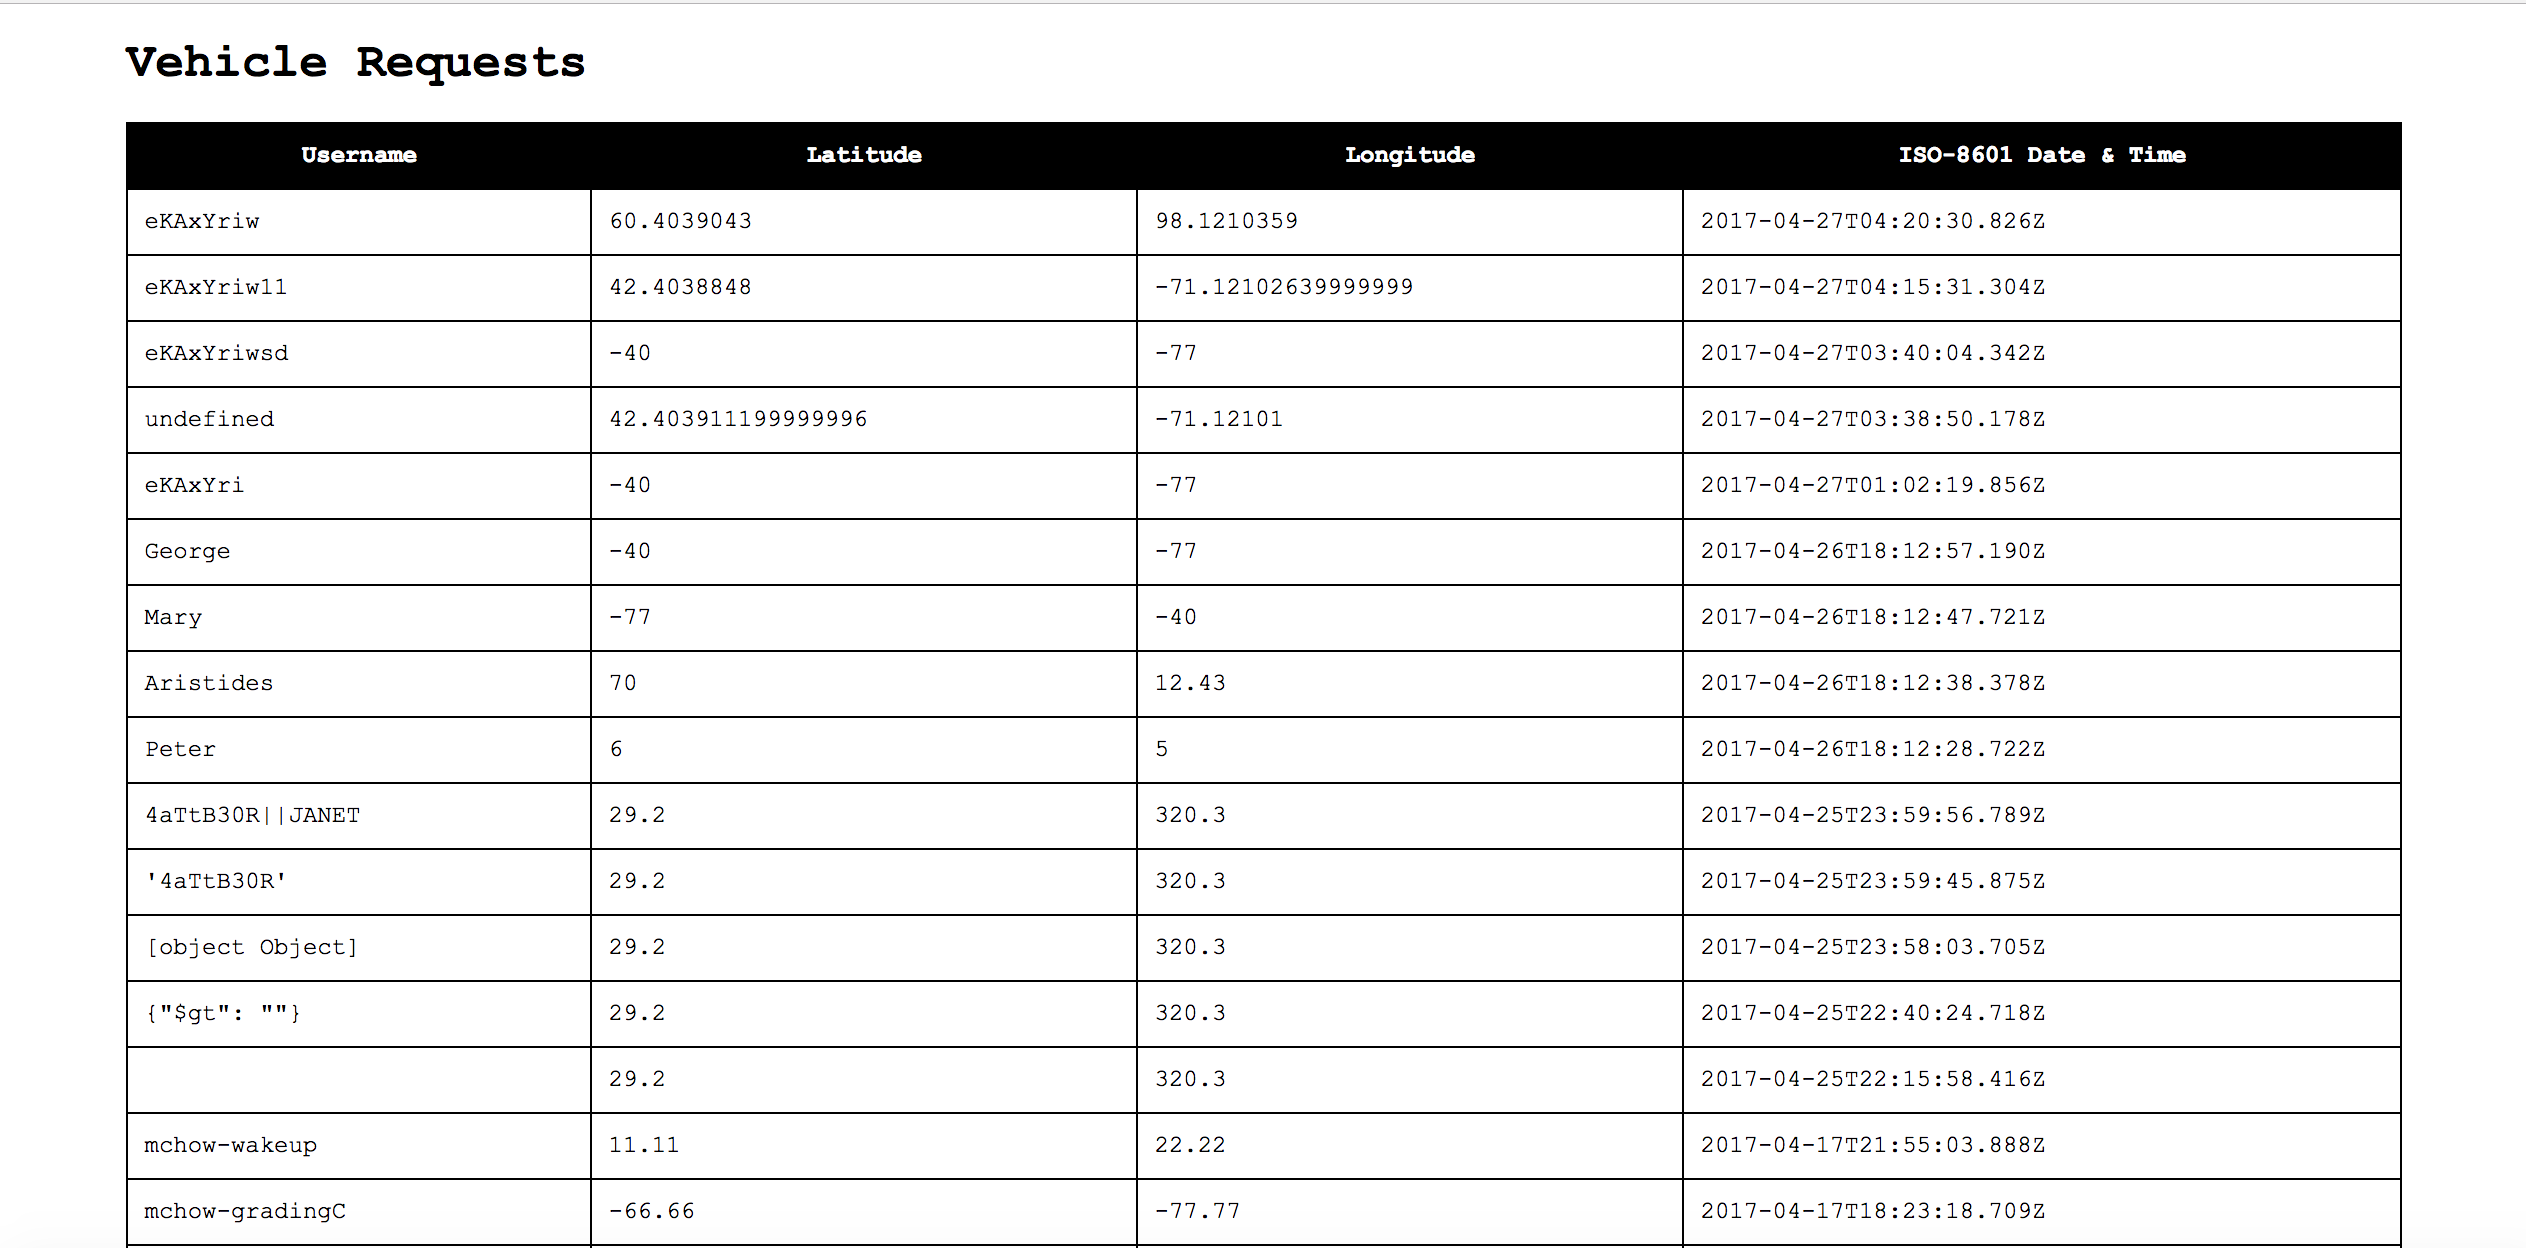 Vehicle Requests
Username Latitude Longitude ISO-8601 Date & Time
eKAxYriw 60.4039043 98.1210359 2017-04-27T04:20:30.826Z
eKAxYriw11 42.4038848 -71.12102639999999 2017-04-27T04:15:31.304Z
eKAxYriwsd -40 -77 2017-04-27T03:40:04.342Z
undefined 42.403911199999996 -71.12101 2017-04-27T03:38:50.178Z
eKAxYri -40 -77 2017-04-27T01:02:19.856Z
George -40 -77 2017-04-26T18:12:57.190Z
Mary -77 -40 2017-04-26T18:12:47.721Z
Aristides 70 12.43 2017-04-26T18:12:38.378Z
Peter 6 5 2017-04-26T18:12:28.722Z
4aTtB30R||JANET 29.2 320.3 2017-04-25T23:59:56.789Z
'4aTtB30R' 29.2 320.3 2017-04-25T23:59:45.875Z
[object Object] 29.2 320.3 2017-04-25T23:58:03.705Z
{"$gt": ""} 29.2 320.3 2017-04-25T22:40:24.718Z
29.2 320.3 2017-04-25T22:15:58.416Z
mchow-wakeup 11.11 22.22 2017-04-17T21:55:03.888Z
mchow-gradingC -66.66 -77.77 2017-04-17T18:23:18.709Z